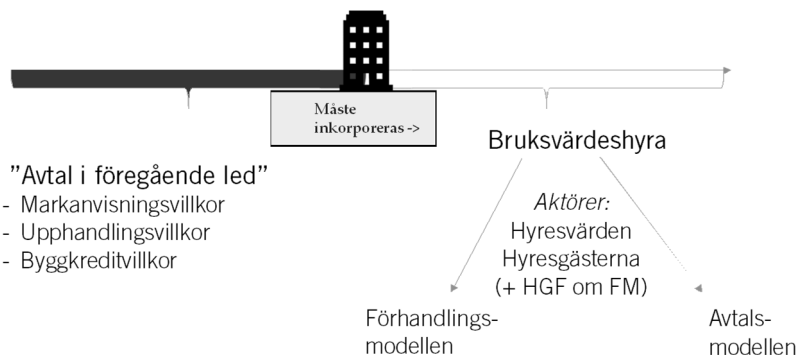 Måste
inkorporeras ->
"Avtal i föregående led"
- Markanvisningsvillkor
- Upphandlingsvillkor
- Byggkreditvillkor
Bruksvärdeshyra
Aktörer:
Hyresvärden
Hyresgästerna
(+ HGF om FM)
Förhandlings-
modellen
Avtals-
modellen